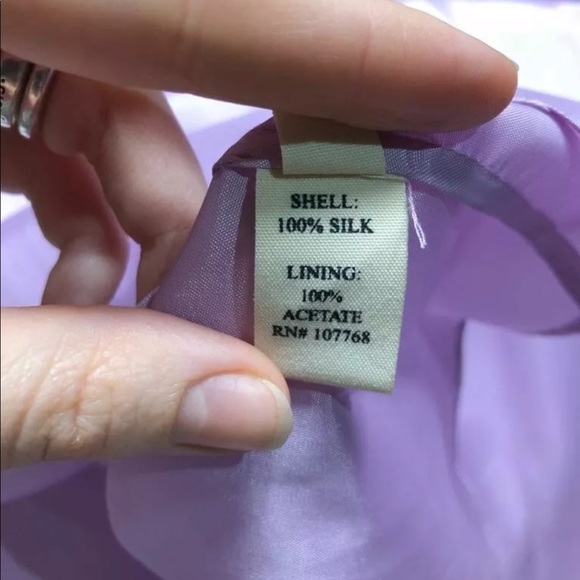 SHELL:
100% SILK
LINING:
100%
ACETATE
RN# 107768